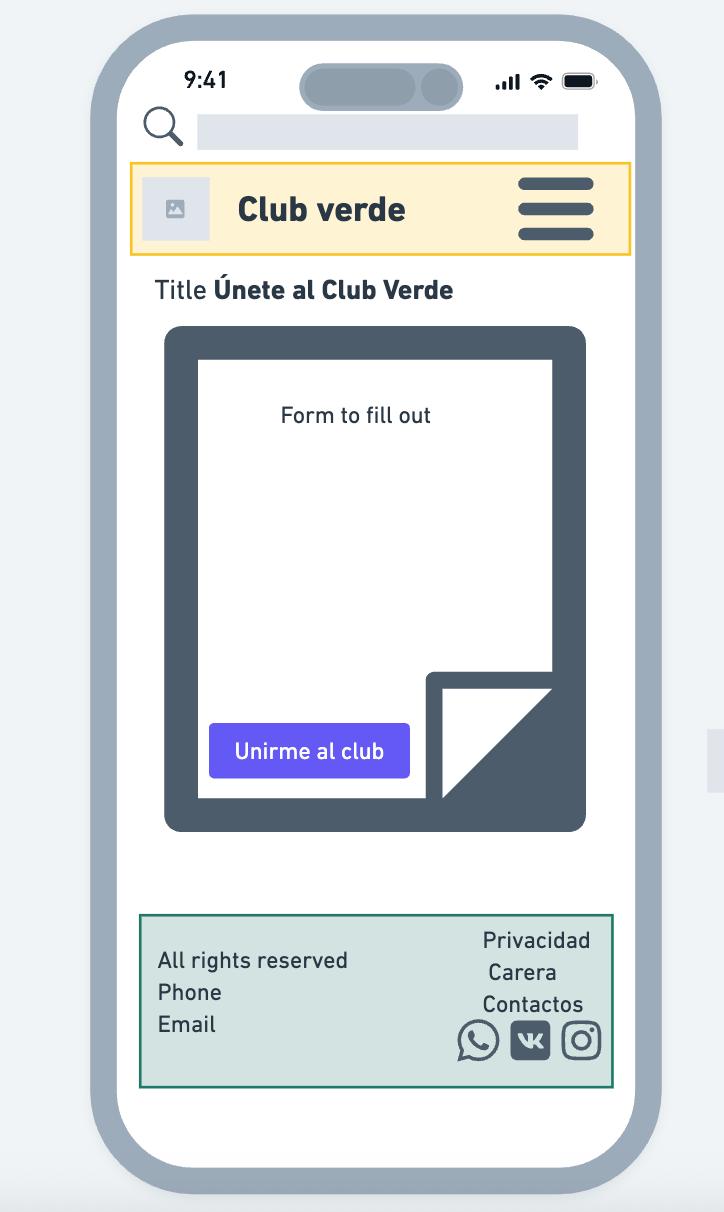 9:41
Club verde
Title Únete al Club Verde
Form to fill out
Unirme al club
All rights reserved
Phone
Email
Privacidad
Carera
Contactos